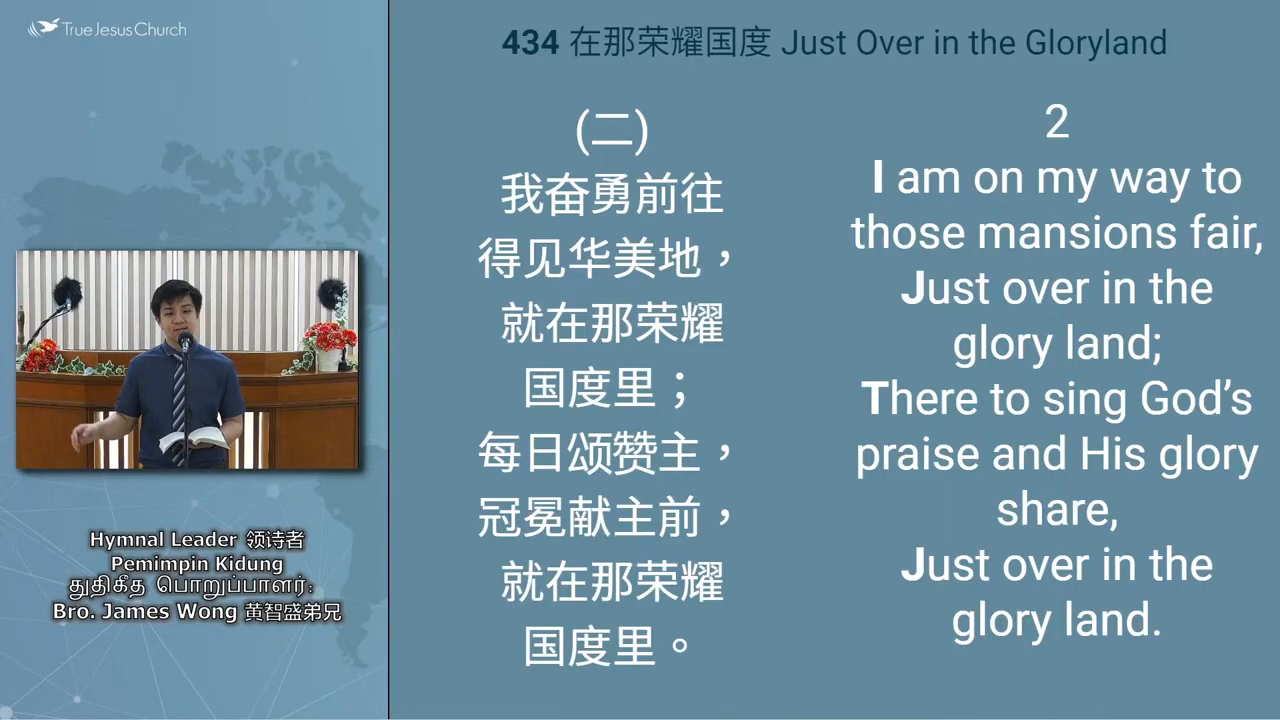 True Jesus Church
434 在那荣耀国度 Just Over in the Gloryland
(二)
我奋勇前往
得见华美地，
就在那荣耀
国度里；
每日颂赞主，
冠冕献主前，
就在那荣耀
国度里。
2
I am on my way to
those mansions fair,
Just over in the
glory land;
There to sing God’s
praise and His glory
share,
Just over in the
glory land.
Hymnal Leader 领诗者
Pemimpin Kidung
துதிகீத பொறுப்பாளர்:
Bro. James Wong 黄智盛弟兄